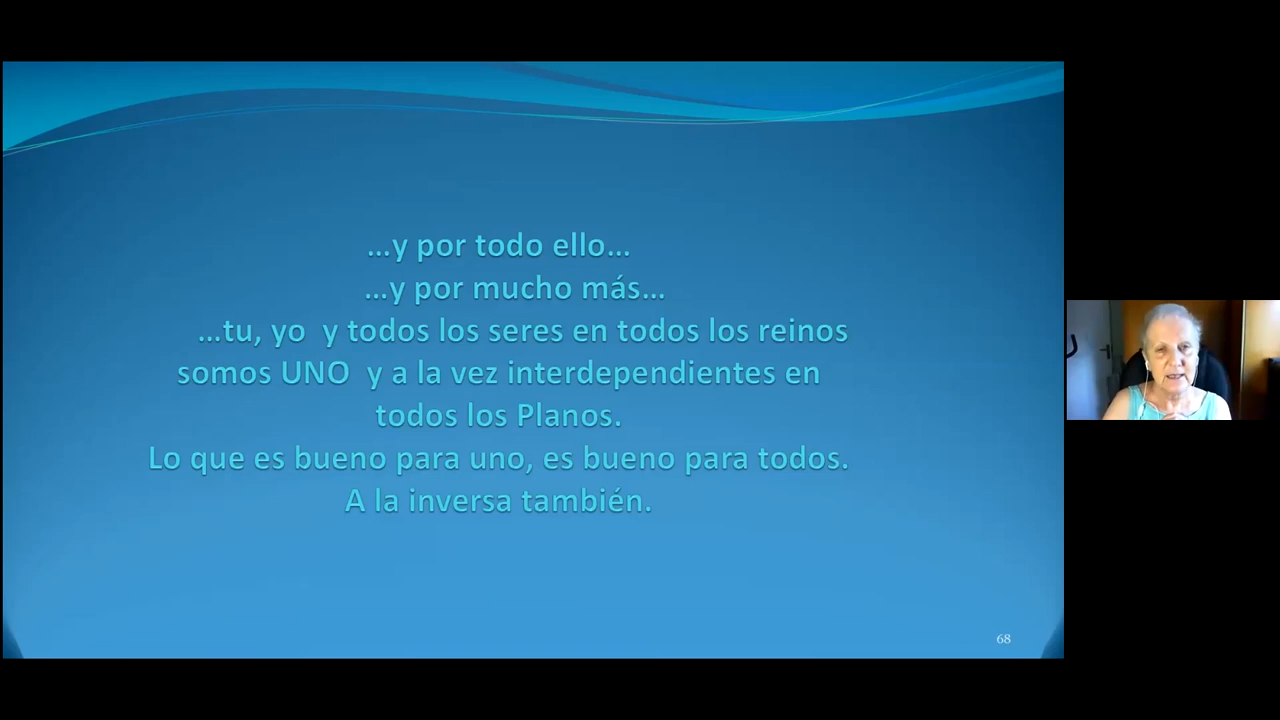 …y por todo ello…
…y por mucho más…
…tu, yo  y todos los seres en todos los reinos
somos UNO  y a la vez interdependientes en
todos los Planos.
Lo que es bueno para uno, es bueno para todos.
A la inversa también.
68